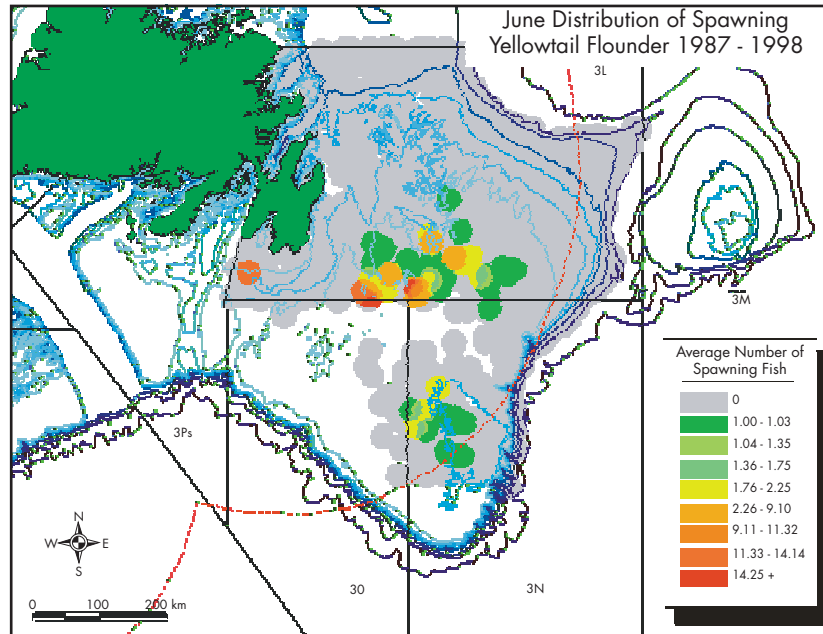 June Distribution of Spawning
Yellowtail Flounder 1987 - 1998
3L
3M
Average Number of
Spawning Fish
0
1.00 - 1.03
1.04 - 1.35
1.36 - 1.75
1.76 - 2.25
2.26 - 9.10
9.11 - 11.32
11.33 - 14.14
14.25 +
3Ps
N
W E
S
30
3N
0 100 200 km